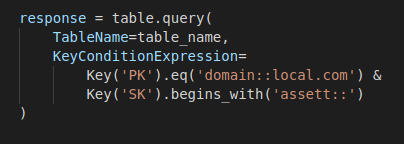 response = table.query(
    TableName=table_name,
    KeyConditionExpression=
        Key('PK').eq('domain::local.com') &
        Key('SK').begins_with('assett::')
)